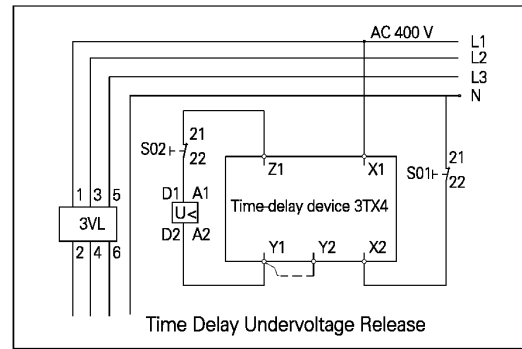 AC 400 V
L1
L2
L3
N
21
S02
22
21
S01
22
Z1
X1
1 3 5
D1 A1
3VL
U<
Time-delay device 3TX4
D2 A2
2 4 6
Y1 Y2 X2
Time Delay Undervoltage Release